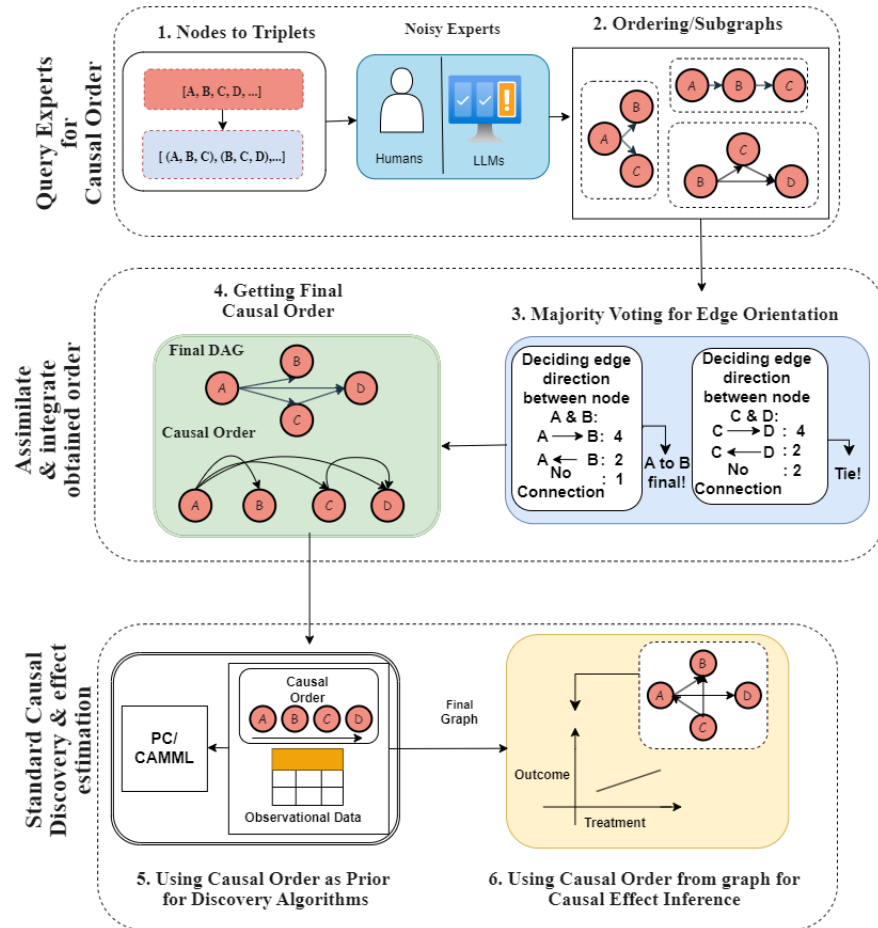 Query Experts
for
Causal Order
1. Nodes to Triplets
[A, B, C, D, ...]
[ (A, B, C), (B, C, D),...]
Noisy Experts
Humans
LLMs
2. Ordering/Subgraphs
A
B
C
A
B
C
B
C
D
Assimilate
& integrate
obtained order
4. Getting Final
Causal Order
Final DAG
A
B
C
D
Causal Order
A
B
C
D
3. Majority Voting for Edge Orientation
Deciding edge
direction
between node
A & B:
A B: 4
A B: 2
No
: 1
Connection
A to B
final!
Deciding edge
direction
between node
C & D:
C D : 4
C D : 2
No : 2
Connection
Tie!
Standard Causal
Discovery & effect
estimation
PC/
CAMML
Causal
Order
A B C D
Observational Data
5. Using Causal Order as Prior
for Discovery Algorithms
Final
Graph
B
A
D
C
Outcome
Treatment
6. Using Causal Order from graph for
Causal Effect Inference